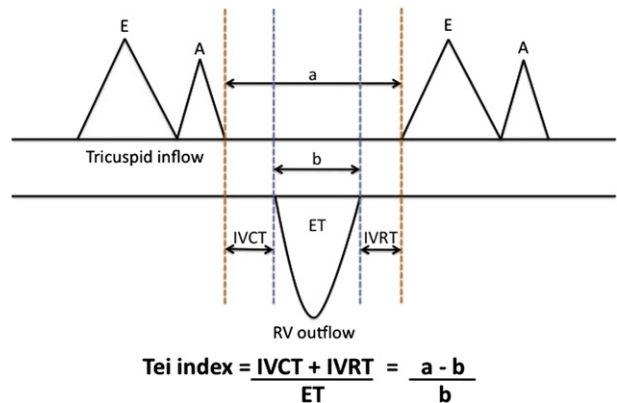 E A E A
a
Tricuspid inflow
b
ET
IVCT IVRT
RV outflow
Tei index = IVCT + IVRT = a - b
ET b